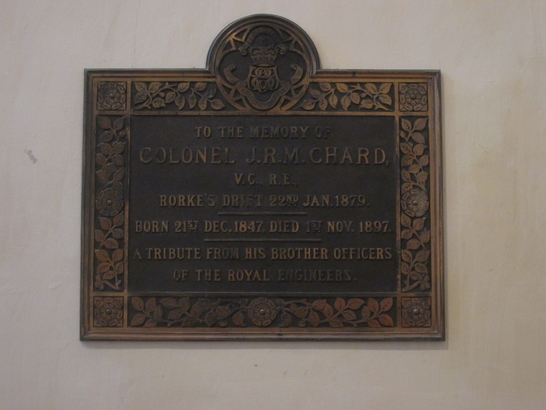 TO THE MEMORY OF
COLONEL J.R.M. CHARD,
V.C. R.E.
RORKE'S DRIFT 22ND JAN. 1879.
BORN 21ST DEC. 1847. DIED 1ST NOV. 1897.
A TRIBUTE FROM HIS BROTHER OFFICERS
OF THE ROYAL ENGINEERS.